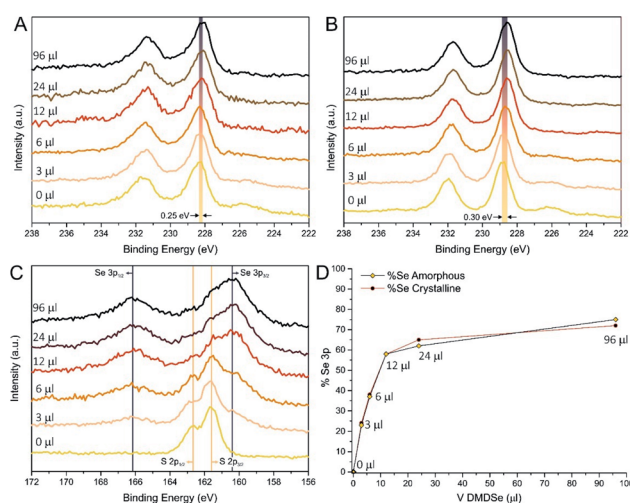 A
96 µl
24 µl
12 µl
6 µl
3 µl
0 µl
0.25 eV
Intensity (a.u.)
238 236 234 232 230 228 226 224 222
Binding Energy (eV)
B
96 µl
24 µl
12 µl
6 µl
3 µl
0 µl
0.30 eV
Intensity (a.u.)
238 236 234 232 230 228 226 224 222
Binding Energy (eV)
C
Se 3p1/2
Se 3p3/2
96 µl
24 µl
12 µl
6 µl
3 µl
0 µl
S 2p1/2
S 2p3/2
Intensity (a.u.)
172 170 168 166 164 162 160 158 156
Binding Energy (eV)
D
%Se Amorphous
%Se Crystalline
% Se 3p
90
80
70
60
50
40
30
20
10
0
0 µl
3 µl
6 µl
12 µl
24 µl
96 µl
0 10 20 30 40 50 60 70 80 90 100
V DMDSe (µl)